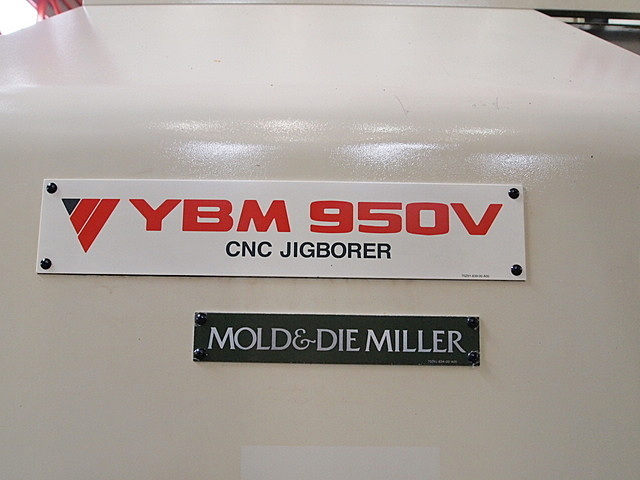 YBM 950V
CNC JIGBORER
MOLD&DIE MILLER